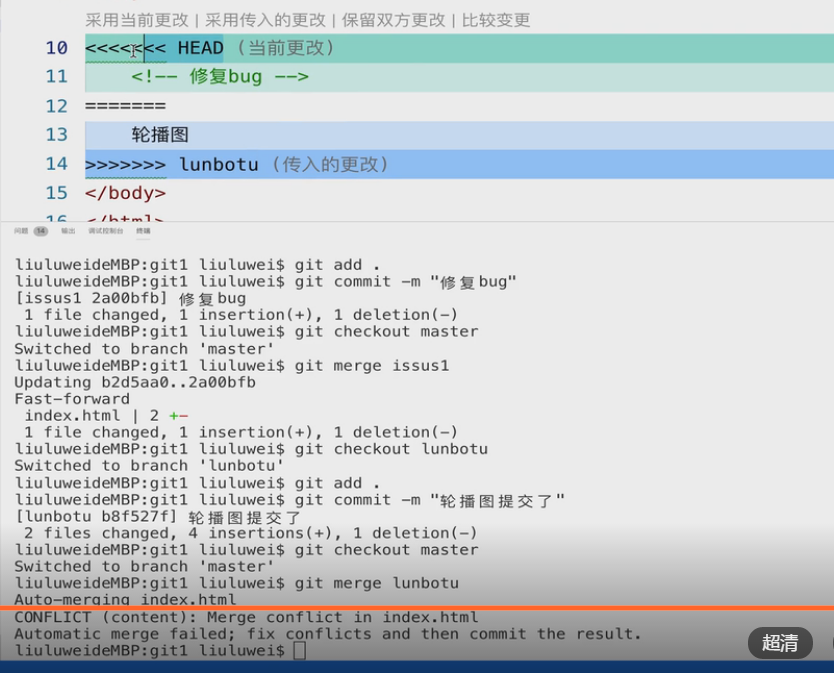 采用当前更改 | 采用传入的更改 | 保留双方更改 | 比较变更
10 <<<<<<< HEAD (当前更改)
11 <!-- 修复bug -->
12 =======
13 轮播图
14 >>>>>>> lunbotu (传入的更改)
15 </body>
16 </html>
问题 14 输出 调试控制台 终端
liuluweideMBP:git1 liuluwei$ git add .
liuluweideMBP:git1 liuluwei$ git commit -m "修复bug"
[issus1 2a00bfb] 修复bug
1 file changed, 1 insertion(+), 1 deletion(-)
liuluweideMBP:git1 liuluwei$ git checkout master
Switched to branch 'master'
liuluweideMBP:git1 liuluwei$ git merge issus1
Updating b2d5aa0..2a00bfb
Fast-forward
index.html | 2 +-
1 file changed, 1 insertion(+), 1 deletion(-)
liuluweideMBP:git1 liuluwei$ git checkout lunbotu
Switched to branch 'lunbotu'
liuluweideMBP:git1 liuluwei$ git add .
liuluweideMBP:git1 liuluwei$ git commit -m "轮播图提交了"
[lunbotu b8f527f] 轮播图提交了
2 files changed, 4 insertions(+), 1 deletion(-)
liuluweideMBP:git1 liuluwei$ git checkout master
Switched to branch 'master'
liuluweideMBP:git1 liuluwei$ git merge lunbotu
Auto-merging index.html
CONFLICT (content): Merge conflict in index.html
Automatic merge failed; fix conflicts and then commit the result.
liuluweideMBP:git1 liuluwei$
超清